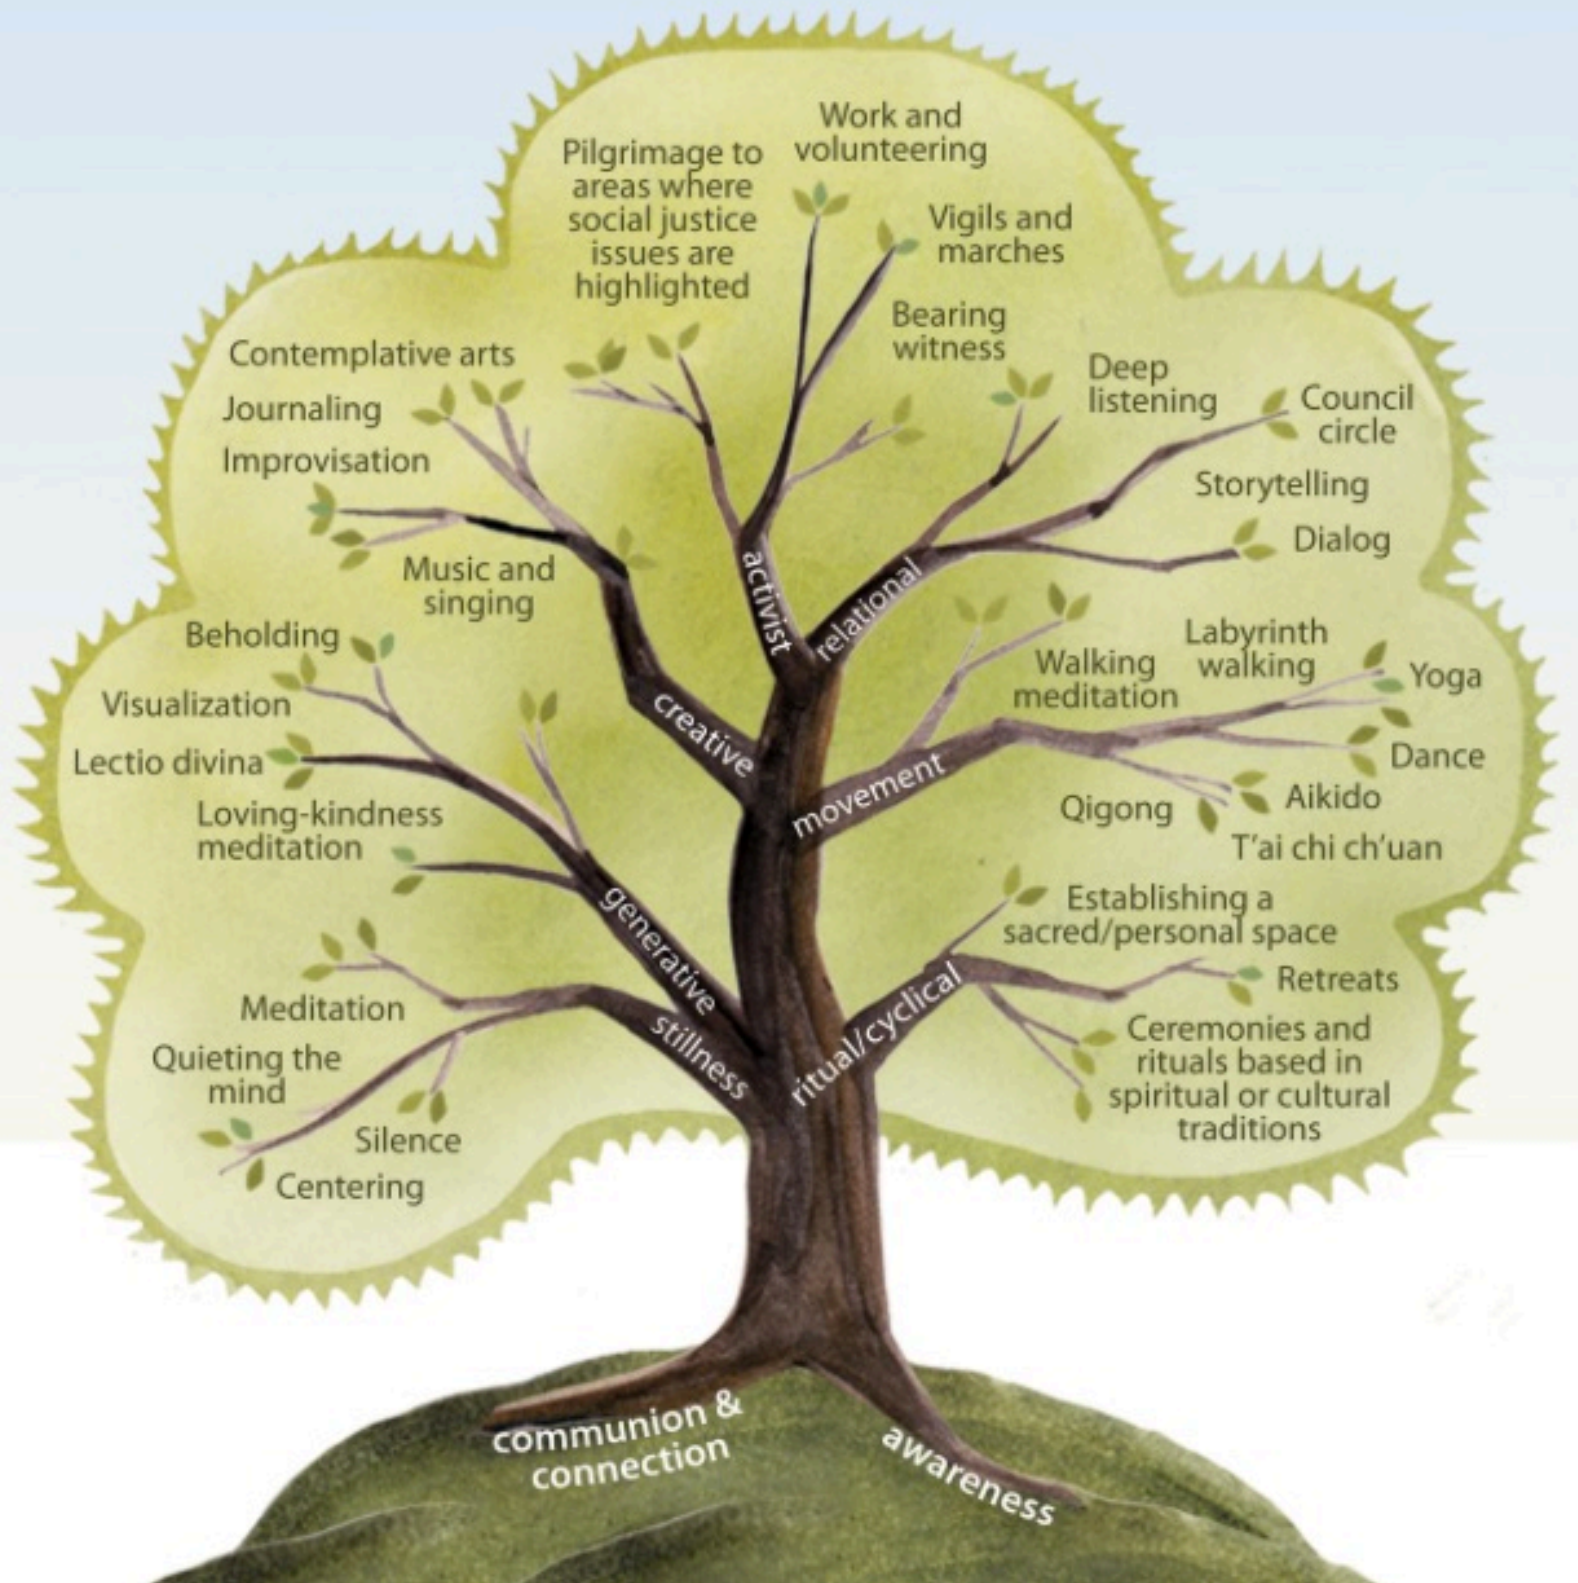 Work and
volunteering
Pilgrimage to
areas where
social justice
issues are
highlighted
Vigils and
marches
Bearing
witness
Contemplative arts
Journaling
Improvisation
Music and
singing
Deep
listening
Council
circle
Storytelling
Dialog
activist
relational
Beholding
Visualization
Lectio divina
Loving-kindness
meditation
creative
movement
Walking
meditation
Labyrinth
walking
Yoga
Dance
Aikido
Qigong
T'ai chi ch'uan
generative
stillness
ritual/cyclical
Establishing a
sacred/personal space
Retreats
Ceremonies and
rituals based in
spiritual or cultural
traditions
Meditation
Quieting the
mind
Silence
Centering
communion &
connection
awareness